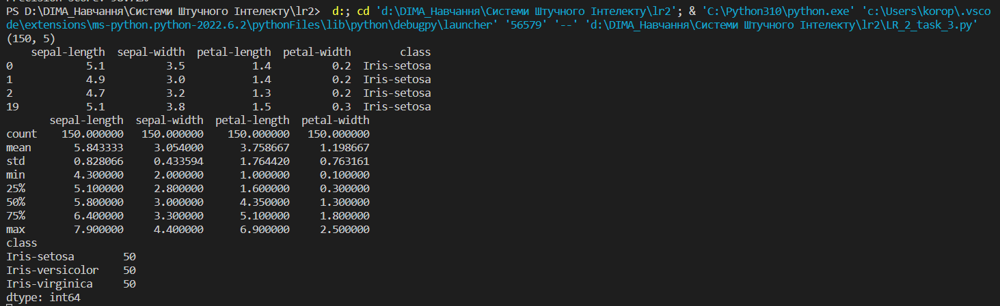 PS D:\DIMA_Навчання\Системи Штучного Інтелекту\lr2>  d:; cd 'd:\DIMA_Навчання\Системи Штучного Інтелекту\lr2'; & 'C:\Python310\python.exe' 'c:\Users\korop\.vsco
de\extensions\ms-python.python-2022.6.2\pythonFiles\lib\python\debugpy\launcher' '56579' '--' 'd:\DIMA_Навчання\Системи Штучного Інтелекту\lr2\LR_2_task_3.py'
(150, 5)
    sepal-length  sepal-width  petal-length  petal-width        class
0            5.1          3.5           1.4          0.2  Iris-setosa
1            4.9          3.0           1.4          0.2  Iris-setosa
2            4.7          3.2           1.3          0.2  Iris-setosa
19           5.1          3.8           1.5          0.3  Iris-setosa
       sepal-length  sepal-width  petal-length  petal-width
count    150.000000   150.000000    150.000000   150.000000
mean       5.843333     3.054000      3.758667     1.198667
std        0.828066     0.433594      1.764420     0.763161
min        4.300000     2.000000      1.000000     0.100000
25%        5.100000     2.800000      1.600000     0.300000
50%        5.800000     3.000000      4.350000     1.300000
75%        6.400000     3.300000      5.100000     1.800000
max        7.900000     4.400000      6.900000     2.500000
class
Iris-setosa        50
Iris-versicolor    50
Iris-virginica     50
dtype: int64